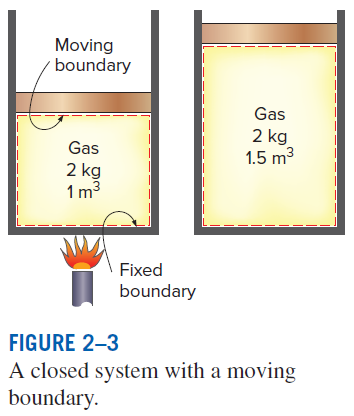 Moving
boundary
Gas
2 kg
1 m³
Gas
2 kg
1.5 m³
Fixed
boundary
FIGURE 2–3
A closed system with a moving
boundary.